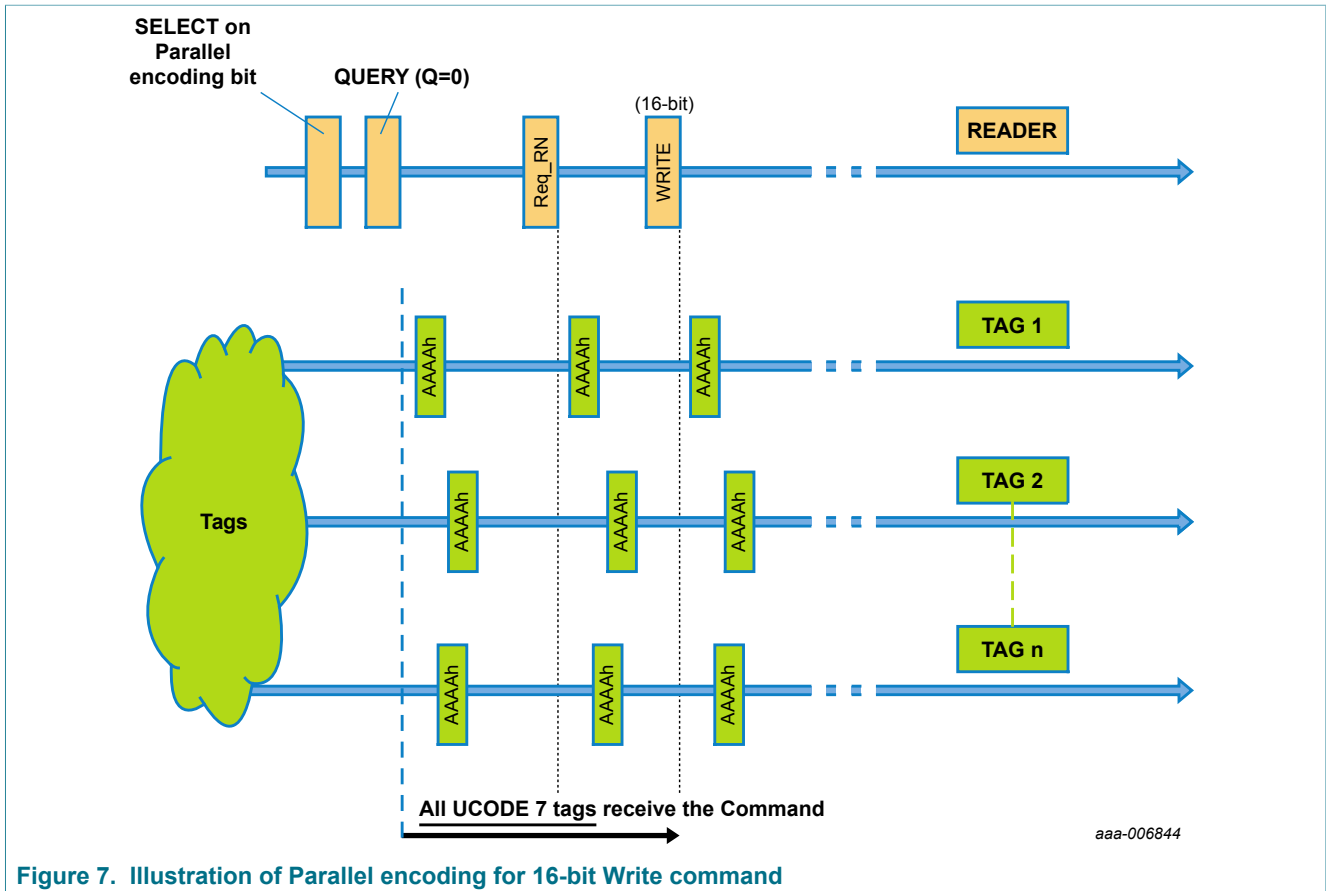 SELECT on
Parallel
encoding bit
QUERY (Q=0)
(16-bit)
READER
Req_RN
WRITE
TAG 1
AAAAh
AAAAh
AAAAh
TAG 2
Tags
AAAAh
AAAAh
AAAAh
TAG n
AAAAh
AAAAh
AAAAh
All UCODE 7 tags receive the Command
aaa-006844
Figure 7. Illustration of Parallel encoding for 16-bit Write command